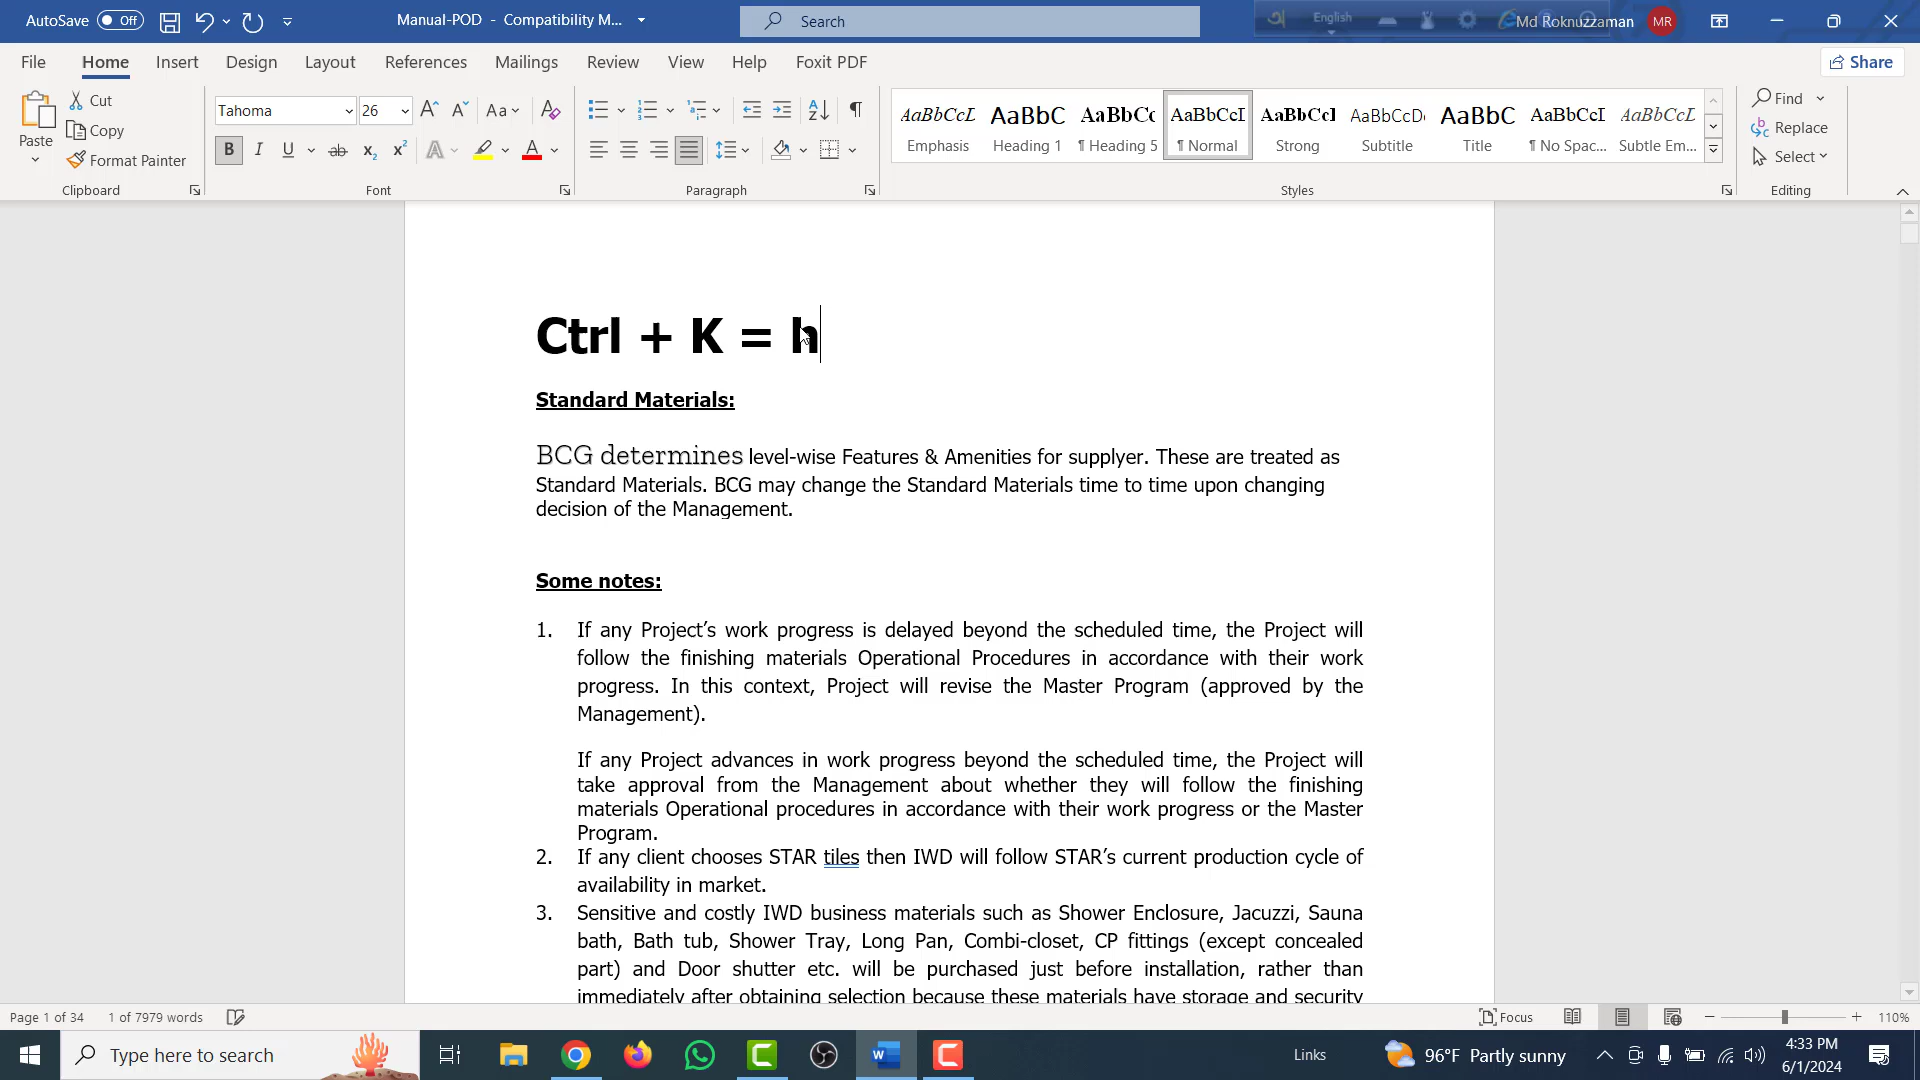 AutoSave Off Manual-POD - Compatibility M... Search English Md Roknuzzaman MR
File Home Insert Design Layout References Mailings Review View Help Foxit PDF Share
Paste
Cut
Copy
Format Painter
Clipboard
Tahoma 26
Font
Paragraph
AaBbCcL AaBbC AaBbCc AaBbCcI AaBbCcI AaBbCcDı AaBbC AaBbCcI AaBbCcL
Emphasis Heading 1 ¶ Heading 5 ¶ Normal Strong Subtitle Title ¶ No Spac... Subtle Em...
Styles
Find
Replace
Select
Editing
Ctrl + K = h
Standard Materials:
BCG determines level-wise Features & Amenities for supplyer. These are treated as
Standard Materials. BCG may change the Standard Materials time to time upon changing
decision of the Management.
Some notes:
1. If any Project’s work progress is delayed beyond the scheduled time, the Project will
follow the finishing materials Operational Procedures in accordance with their work
progress. In this context, Project will revise the Master Program (approved by the
Management).
If any Project advances in work progress beyond the scheduled time, the Project will
take approval from the Management about whether they will follow the finishing
materials Operational procedures in accordance with their work progress or the Master
Program.
2. If any client chooses STAR tiles then IWD will follow STAR’s current production cycle of
availability in market.
3. Sensitive and costly IWD business materials such as Shower Enclosure, Jacuzzi, Sauna
bath, Bath tub, Shower Tray, Long Pan, Combi-closet, CP fittings (except concealed
part) and Door shutter etc. will be purchased just before installation, rather than
immediately after obtaining selection because these materials have storage and security
Page 1 of 34 1 of 7979 words Focus 110%
Type here to search Links 96°F Partly sunny 4:33 PM
6/1/2024